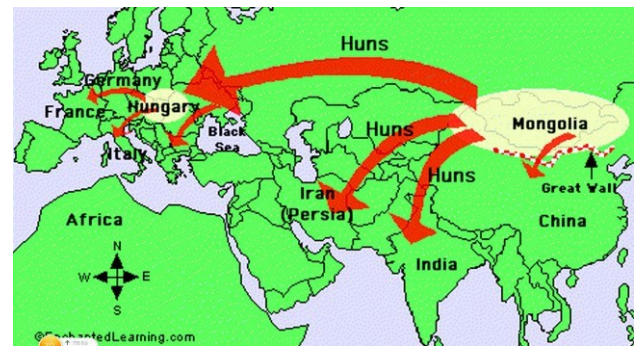 Huns
Germany
France
Hungary
Italy
Black
Sea
Huns
Mongolia
Huns
Great Wall
Iran
(Persia)
China
Africa
India
N
W
E
S
©EnchantedLearning.com